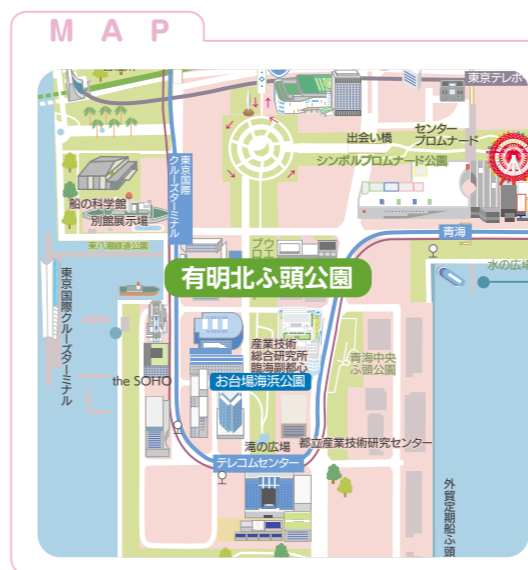 MAP
東京テレポ
出会い橋
センター
プロムナード
シンボルプロムナード公園
東京国際
クルーズターミナル
船の科学館
別館展示場
東八潮緑道公園
青海
水の広場
ウエ
プロ
有明北ふ頭公園
東京国際クルーズターミナル
産業技術
総合研究所
臨海副都心
青海中央
ふ頭公園
the SOHO
お台場海浜公園
滝の広場
都立産業技術研究センター
テレコムセンター
外貿定期船ふ頭